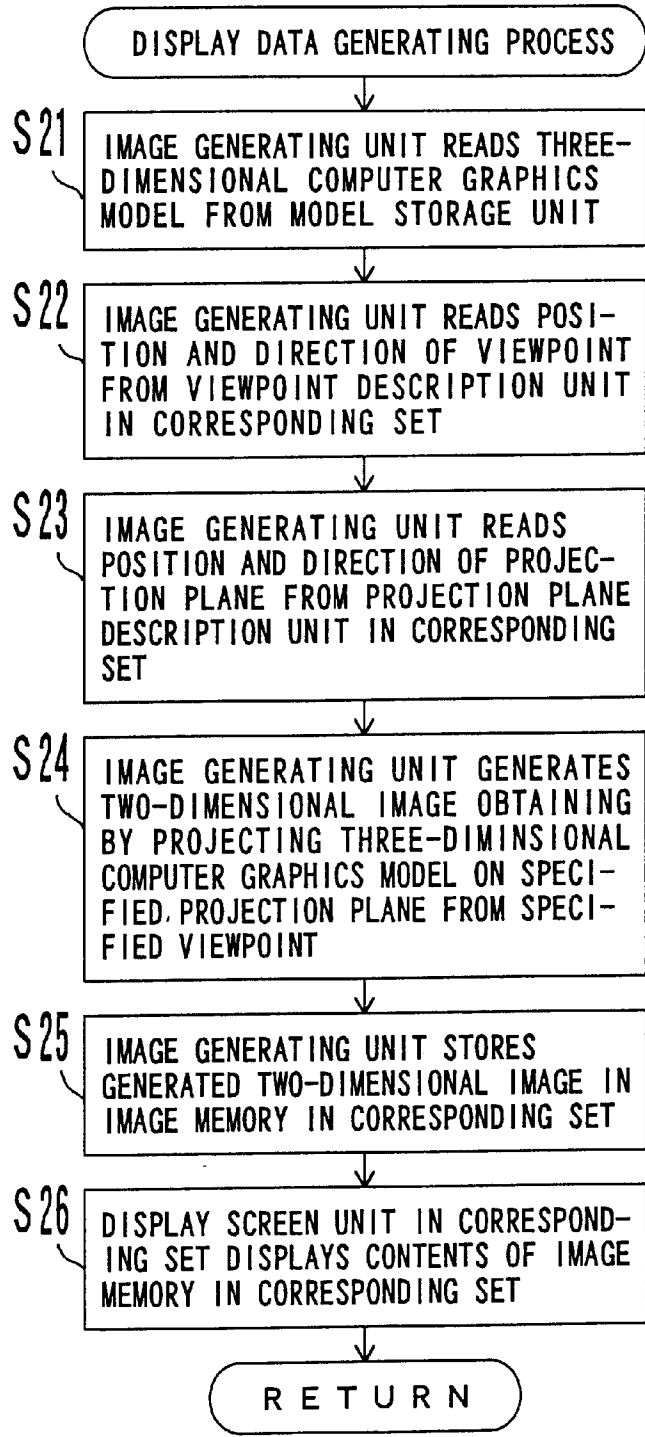 DISPLAY DATA GENERATING PROCESS
S21
IMAGE GENERATING UNIT READS THREE-
DIMENSIONAL COMPUTER GRAPHICS
MODEL FROM MODEL STORAGE UNIT
S22
IMAGE GENERATING UNIT READS POSI-
TION AND DIRECTION OF VIEWPOINT
FROM VIEWPOINT DESCRIPTION UNIT
IN CORRESPONDING SET
S23
IMAGE GENERATING UNIT READS
POSITION AND DIRECTION OF PROJEC-
TION PLANE FROM PROJECTION PLANE
DESCRIPTION UNIT IN CORRESPONDING
SET
S24
IMAGE GENERATING UNIT GENERATES
TWO-DIMENSIONAL IMAGE OBTAINING
BY PROJECTING THREE-DIMINSIONAL
COMPUTER GRAPHICS MODEL ON SPECI-
FIED PROJECTION PLANE FROM SPECI-
FIED VIEWPOINT
S25
IMAGE GENERATING UNIT STORES
GENERATED TWO-DIMENSIONAL IMAGE IN
IMAGE MEMORY IN CORRESPONDING SET
S26
DISPLAY SCREEN UNIT IN CORRESPOND-
ING SET DISPLAYS CONTENTS OF IMAGE
MEMORY IN CORRESPONDING SET
RETURN